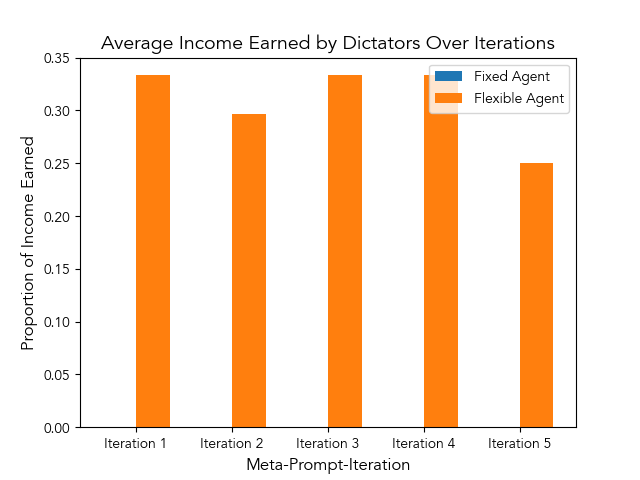 Average Income Earned by Dictators Over Iterations
Fixed Agent
Flexible Agent
Proportion of Income Earned
0.35
0.30
0.25
0.20
0.15
0.10
0.05
0.00
Iteration 1 Iteration 2 Iteration 3 Iteration 4 Iteration 5
Meta-Prompt-Iteration